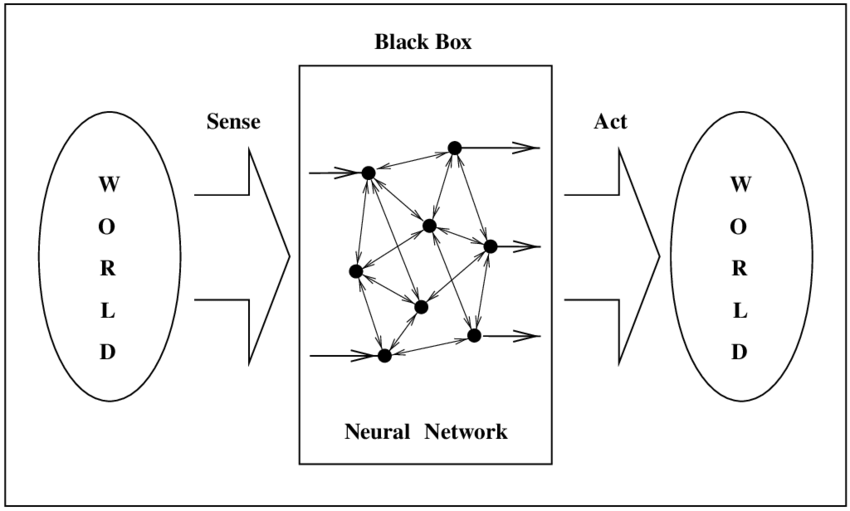 Black Box
Sense
Act
W
O
R
L
D
W
O
R
L
D
Neural Network